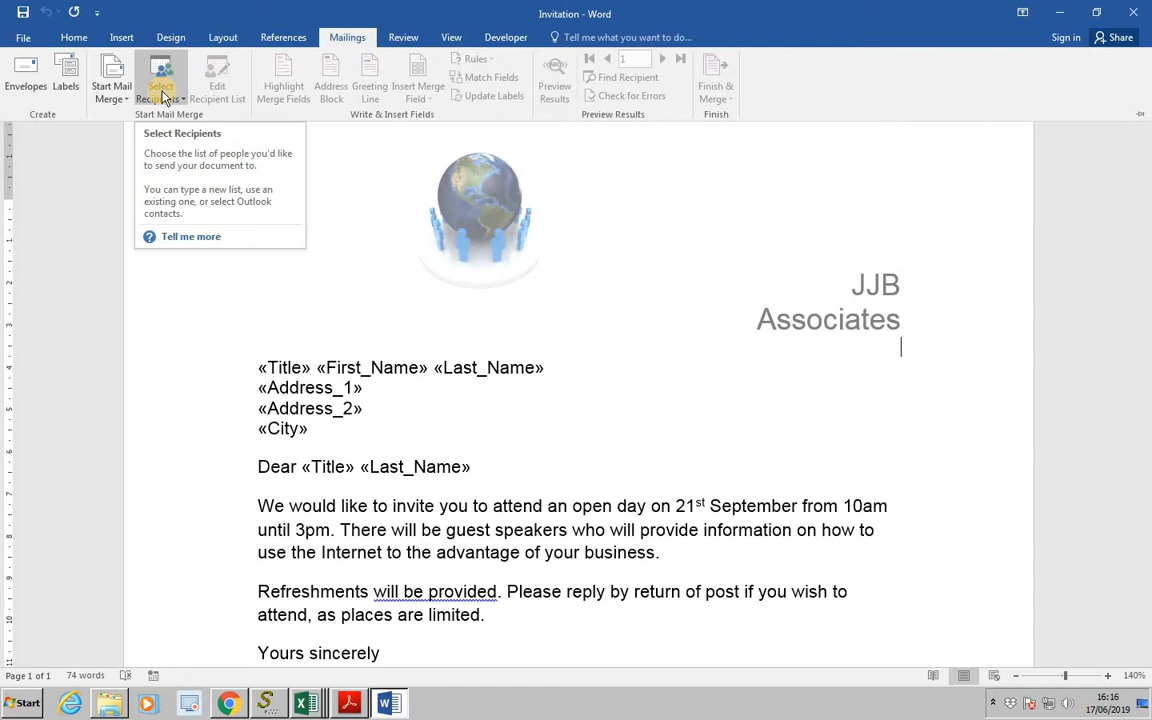 Invitation - Word
File Home Insert Design Layout References Mailings Review View Developer Tell me what you want to do... Sign in Share
Envelopes Labels Start Mail Merge Select Recipients Edit Recipient List Highlight Merge Fields Address Block Greeting Line Insert Merge Field Rules Match Fields Update Labels Preview Results 1 Find Recipient Check for Errors Finish & Merge
Create Start Mail Merge Write & Insert Fields Preview Results Finish
Select Recipients
Choose the list of people you'd like
to send your document to.
You can type a new list, use an
existing one, or select Outlook
contacts.
? Tell me more
JJB
Associates
«Title» «First_Name» «Last_Name»
«Address_1»
«Address_2»
«City»
Dear «Title» «Last_Name»
We would like to invite you to attend an open day on 21st September from 10am
until 3pm. There will be guest speakers who will provide information on how to
use the Internet to the advantage of your business.
Refreshments will be provided. Please reply by return of post if you wish to
attend, as places are limited.
Yours sincerely
Page 1 of 1 74 words 140%
Start 16:16
17/06/2019